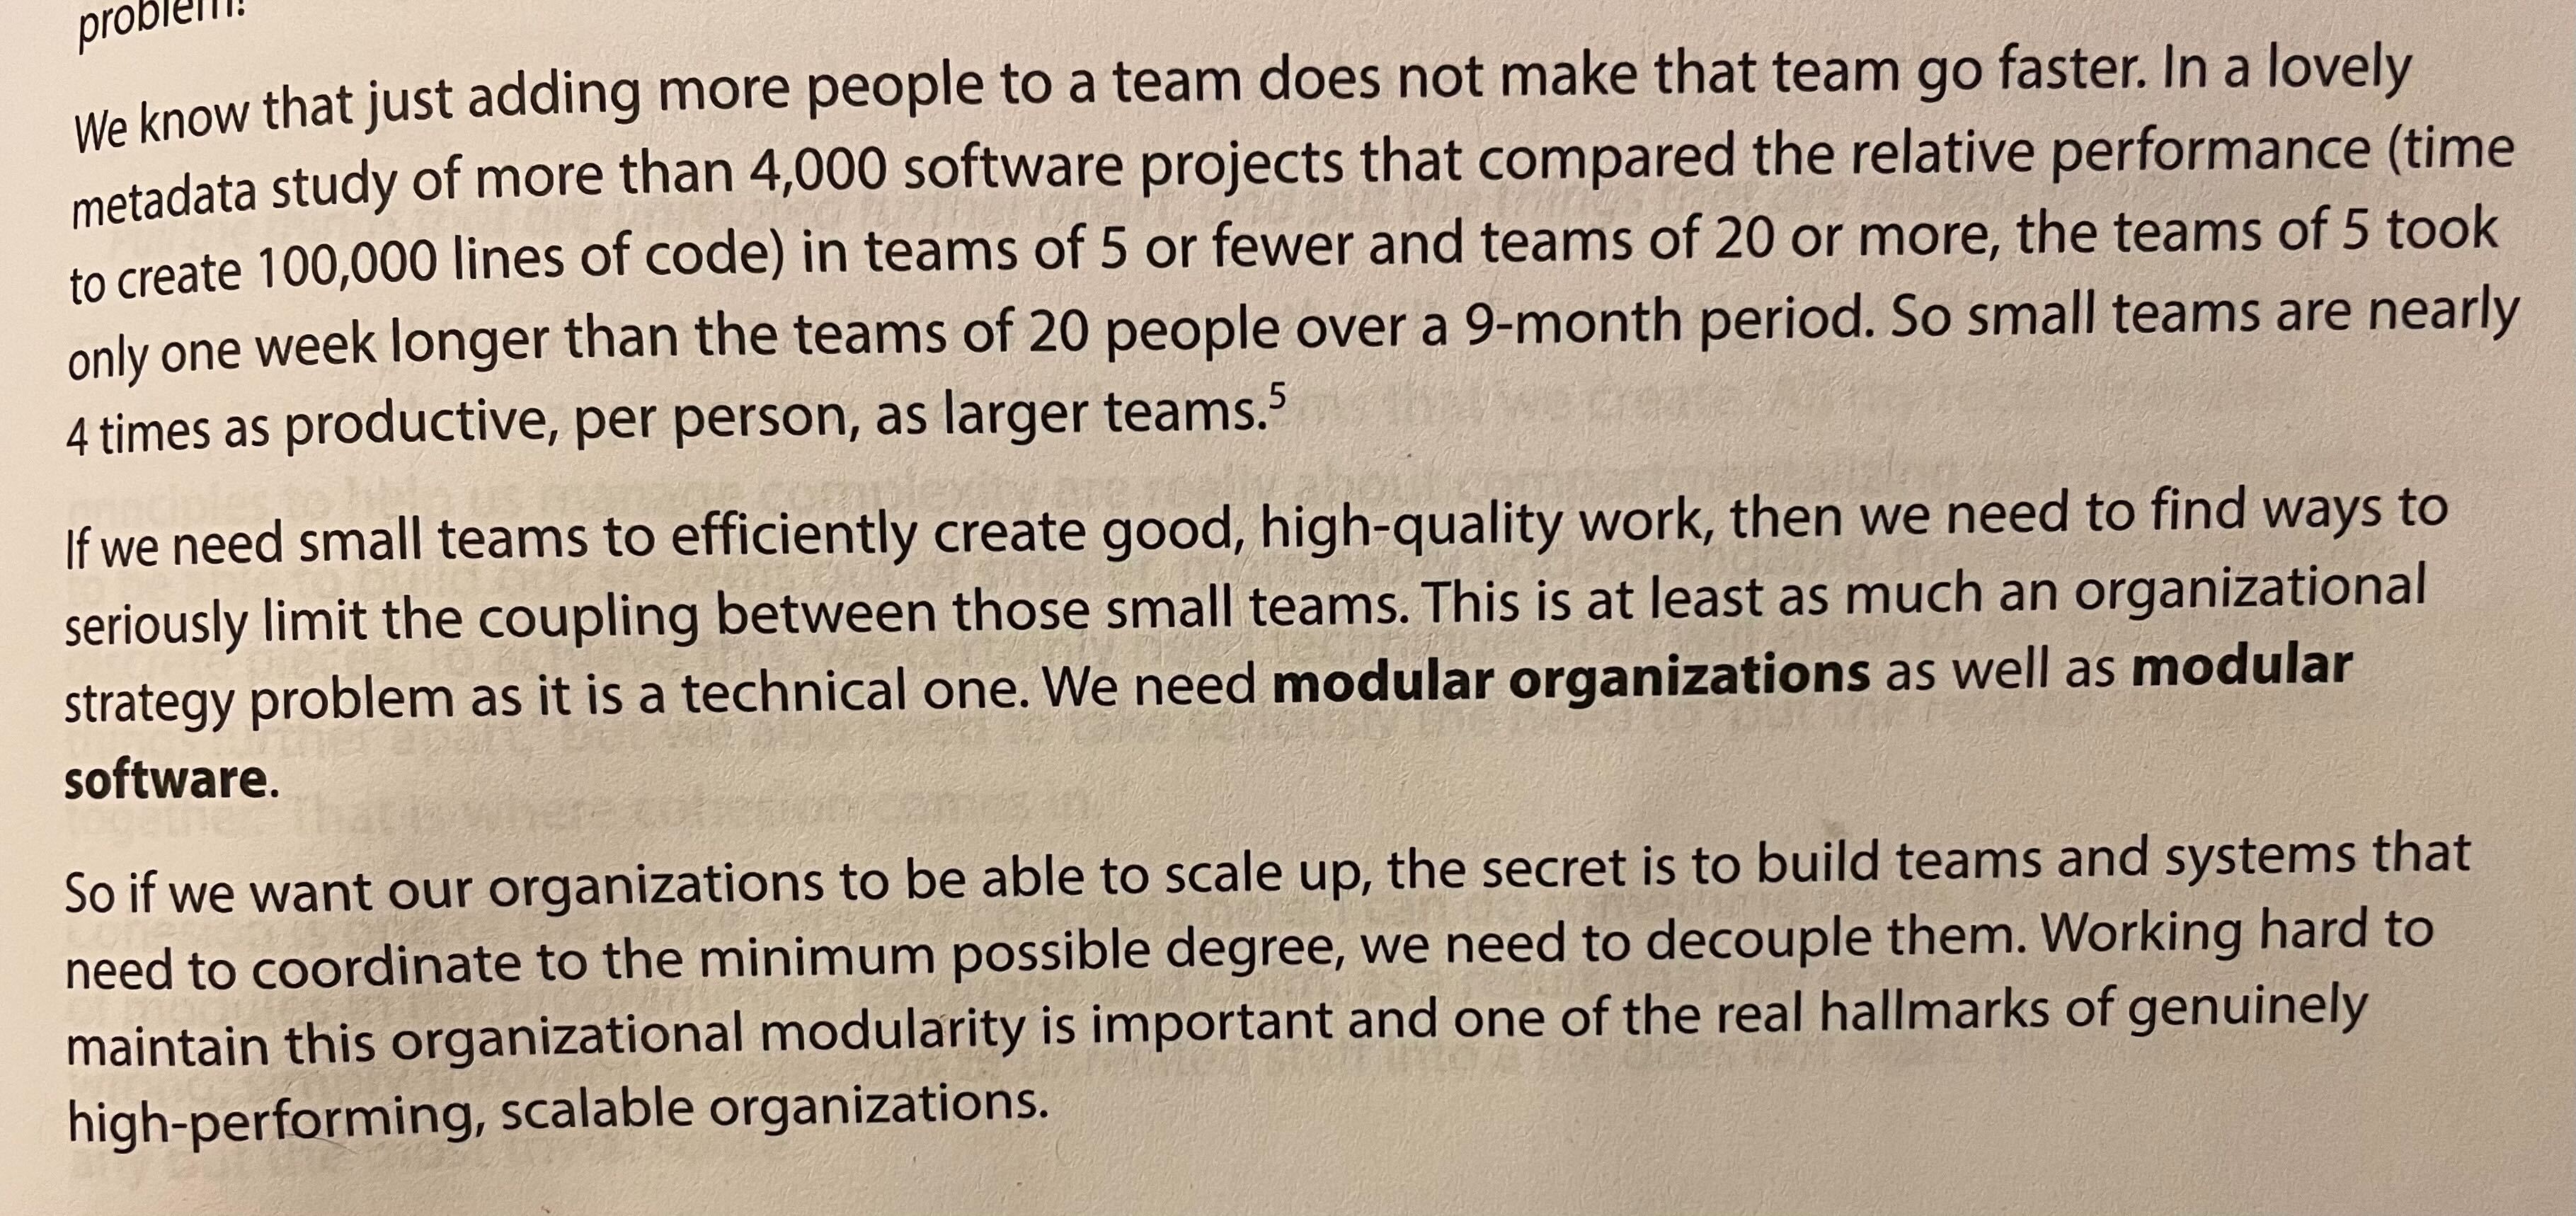 problem!
We know that just adding more people to a team does not make that team go faster. In a lovely
metadata study of more than 4,000 software projects that compared the relative performance (time
to create 100,000 lines of code) in teams of 5 or fewer and teams of 20 or more, the teams of 5 took
only one week longer than the teams of 20 people over a 9-month period. So small teams are nearly
4 times as productive, per person, as larger teams.⁵
If we need small teams to efficiently create good, high-quality work, then we need to find ways to
seriously limit the coupling between those small teams. This is at least as much an organizational
strategy problem as it is a technical one. We need modular organizations as well as modular
software.
So if we want our organizations to be able to scale up, the secret is to build teams and systems that
need to coordinate to the minimum possible degree, we need to decouple them. Working hard to
maintain this organizational modularity is important and one of the real hallmarks of genuinely
high-performing, scalable organizations.